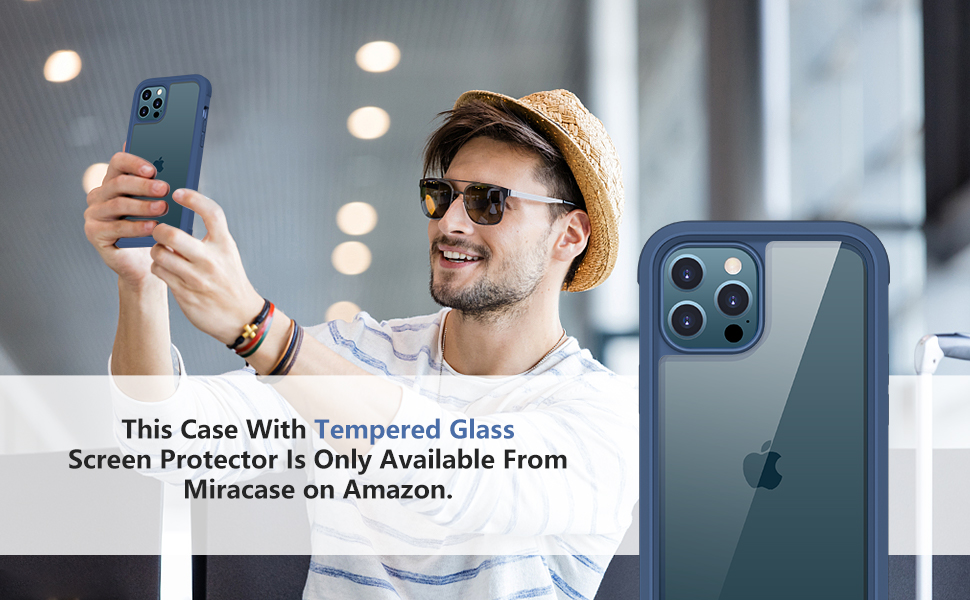 This Case With Tempered Glass
Screen Protector Is Only Available From
Miracase on Amazon.